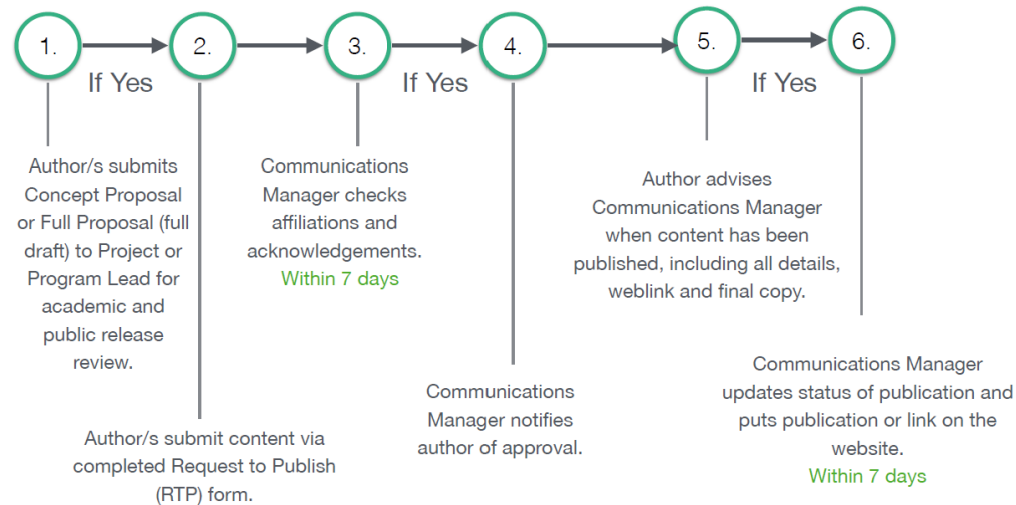 1.
2.
3.
4.
5.
6.
If Yes
If Yes
If Yes
Author/s submits
Concept Proposal
or Full Proposal (full
draft) to Project or
Program Lead for
academic and
public release
review.
Author/s submit content via
completed Request to Publish
(RTP) form.
Communications
Manager checks
affiliations and
acknowledgements.
Within 7 days
Communications
Manager notifies
author of approval.
Author advises
Communications Manager
when content has been
published, including all details,
weblink and final copy.
Communications Manager
updates status of publication and
puts publication or link on the
website.
Within 7 days